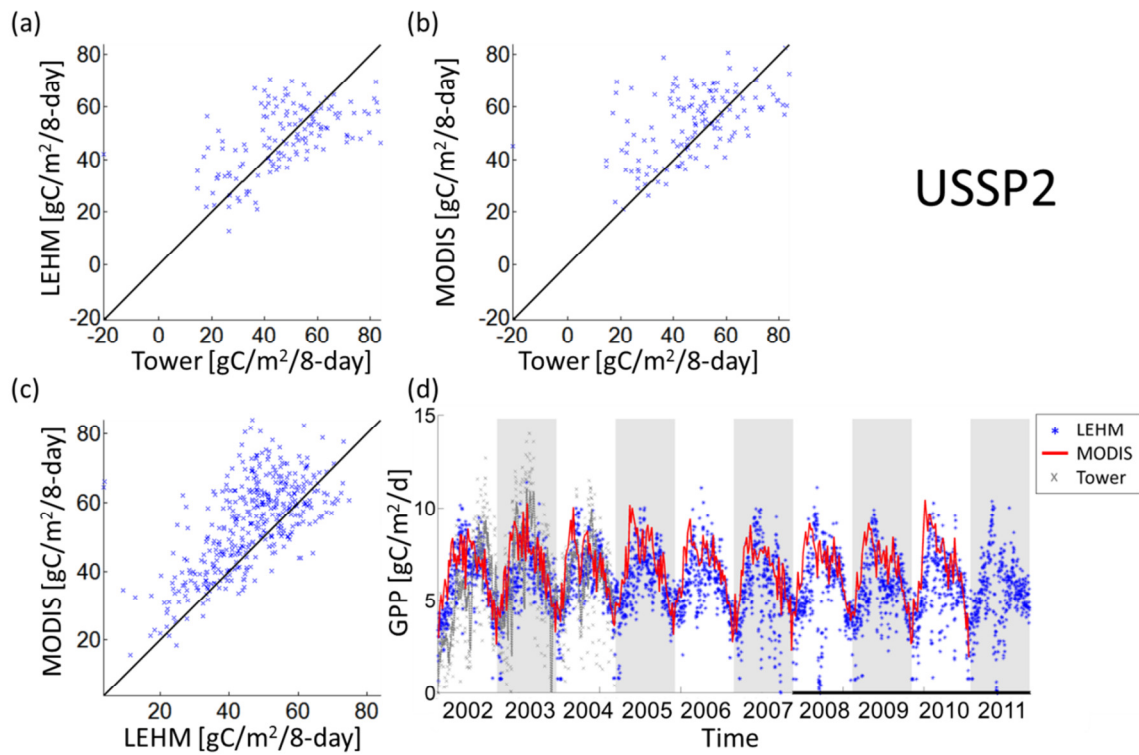 (a)
80
60
40
20
0
-20
LEHM [gC/m²/8-day]
-20 0 20 40 60 80
Tower [gC/m²/8-day]
(b)
80
60
40
20
0
-20
MODIS [gC/m²/8-day]
-20 0 20 40 60 80
Tower [gC/m²/8-day]
USSP2
(c)
80
60
40
20
MODIS [gC/m²/8-day]
20 40 60 80
LEHM [gC/m²/8-day]
(d)
15
10
5
0
GPP [gC/m²/d]
2002 2003 2004 2005 2006 2007 2008 2009 2010 2011
Time
LEHM
MODIS
Tower